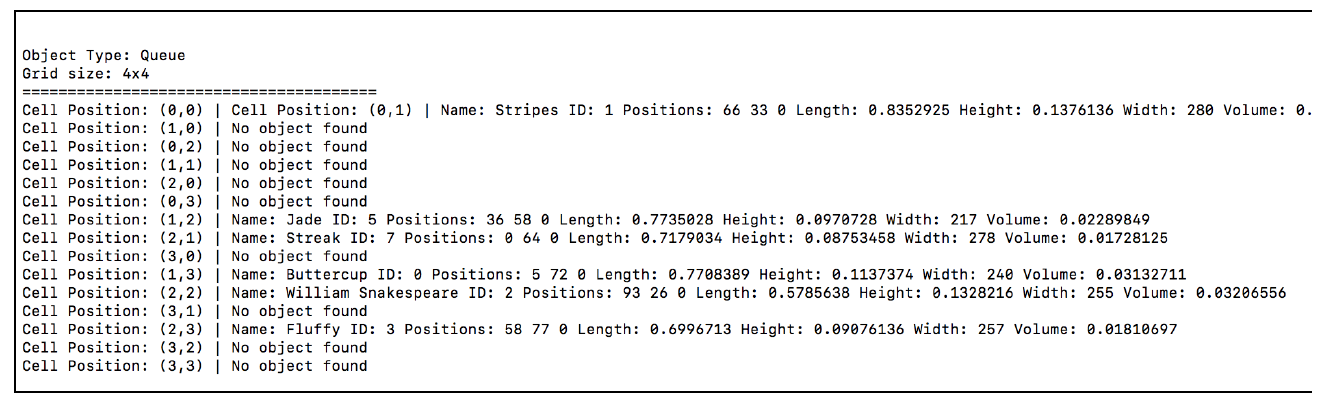 Object Type: Queue
Grid size: 4x4
=======================================
Cell Position: (0,0) | Cell Position: (0,1) | Name: Stripes ID: 1 Positions: 66 33 0 Length: 0.8352925 Height: 0.1376136 Width: 280 Volume: 0.
Cell Position: (1,0) | No object found
Cell Position: (0,2) | No object found
Cell Position: (1,1) | No object found
Cell Position: (2,0) | No object found
Cell Position: (0,3) | No object found
Cell Position: (1,2) | Name: Jade ID: 5 Positions: 36 58 0 Length: 0.7735028 Height: 0.0970728 Width: 217 Volume: 0.02289849
Cell Position: (2,1) | Name: Streak ID: 7 Positions: 0 64 0 Length: 0.7179034 Height: 0.08753458 Width: 278 Volume: 0.01728125
Cell Position: (3,0) | No object found
Cell Position: (1,3) | Name: Buttercup ID: 0 Positions: 5 72 0 Length: 0.7708389 Height: 0.1137374 Width: 240 Volume: 0.03132711
Cell Position: (2,2) | Name: William Snakespeare ID: 2 Positions: 93 26 0 Length: 0.5785638 Height: 0.1328216 Width: 255 Volume: 0.03206556
Cell Position: (3,1) | No object found
Cell Position: (2,3) | Name: Fluffy ID: 3 Positions: 58 77 0 Length: 0.6996713 Height: 0.09076136 Width: 257 Volume: 0.01810697
Cell Position: (3,2) | No object found
Cell Position: (3,3) | No object found